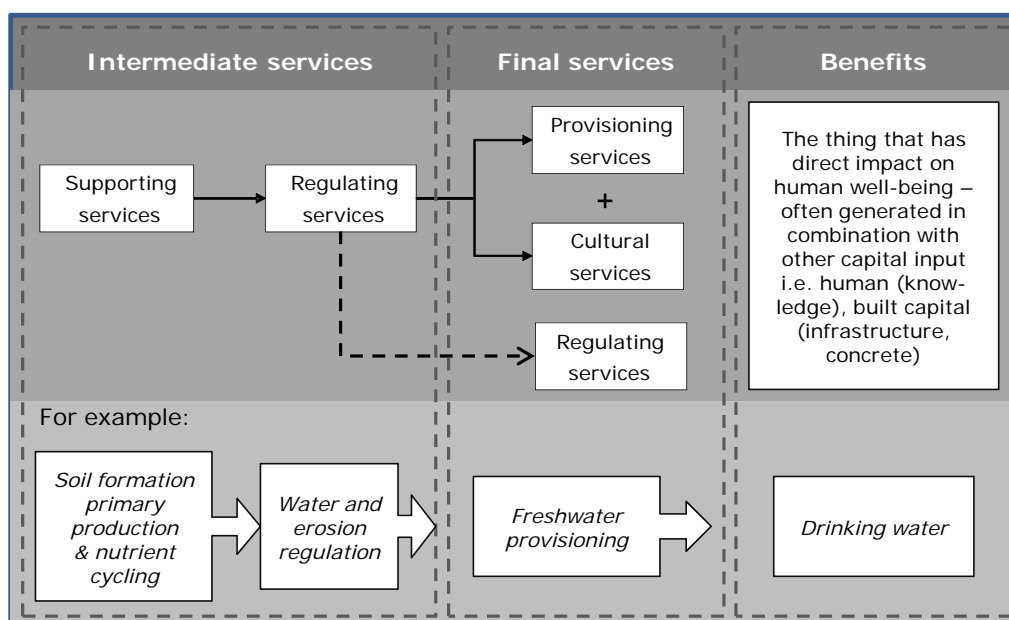 Intermediate services
Final services
Benefits
Supporting
services
Regulating
services
Provisioning
services
+
Cultural
services
Regulating
services
The thing that has
direct impact on
human well-being –
often generated in
combination with
other capital input
i.e. human (know-
ledge), built capital
(infrastructure,
concrete)
For example:
Soil formation
primary
production
& nutrient
cycling
Water and
erosion
regulation
Freshwater
provisioning
Drinking water